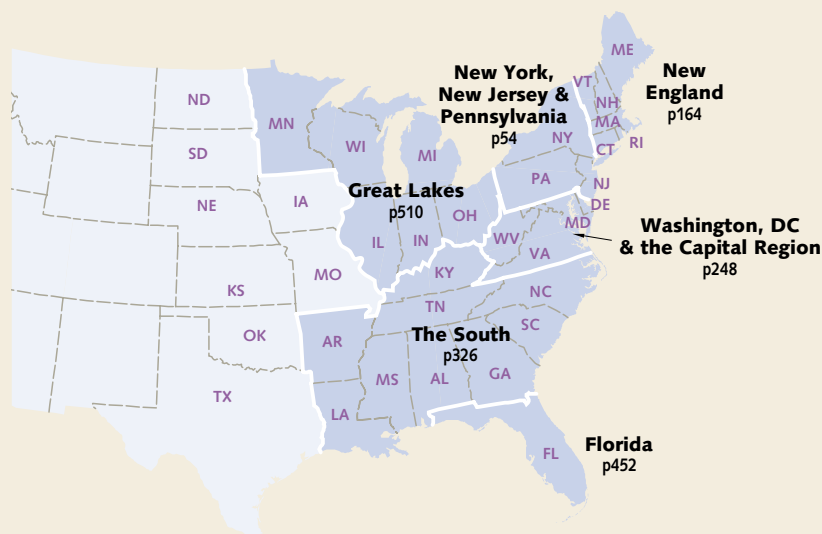 ME
New York,
New Jersey &
Pennsylvania
p54
New
England
p164
VT
NH
MA
RI
CT
NY
ND
MN
WI
MI
SD
PA
NJ
DE
MD
Great Lakes
p510
NE
IA
OH
IL
IN
WV
VA
Washington, DC
& the Capital Region
p248
KS
MO
KY
NC
TN
OK
AR
The South
p326
SC
TX
MS
AL
GA
LA
Florida
p452
FL